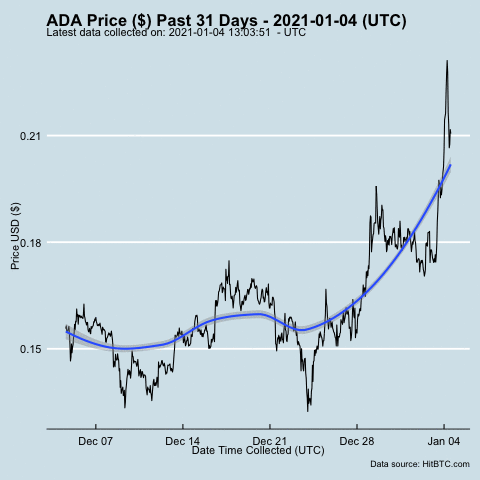 ADA Price ($) Past 31 Days - 2021-01-04 (UTC)
Latest data collected on: 2021-01-04 13:03:51 - UTC
Price USD ($)
0.21
0.18
0.15
Dec 07 Dec 14 Dec 21 Dec 28 Jan 04
Date Time Collected (UTC)
Data source: HitBTC.com